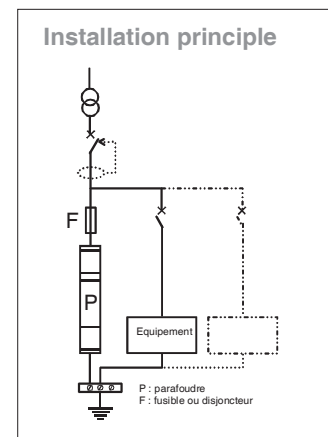 Installation principle
F
P
Equipement
P : parafoudre
F : fusible ou disjoncteur